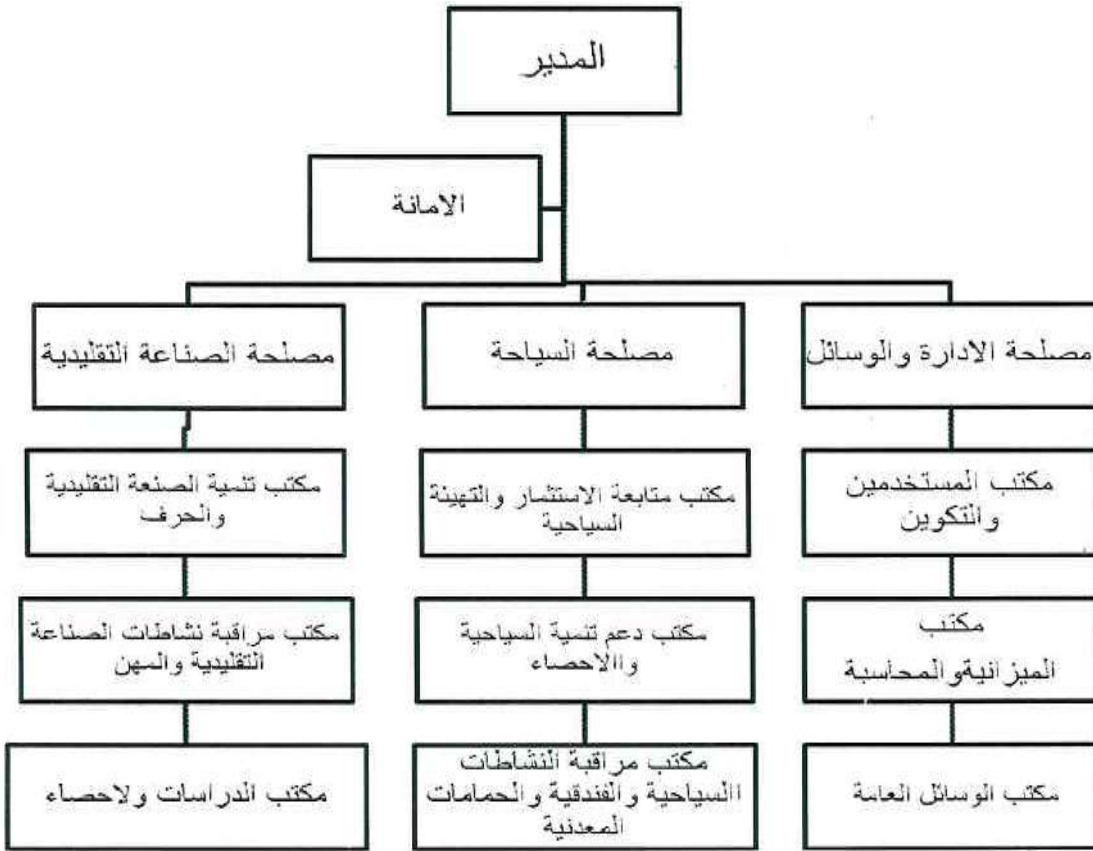 المدير
الامانة
مصلحة الادارة والوسائل
مصلحة السياحة
مصلحة الصناعة التقليدية
مكتب المستخدمين
والتكوين
مكتب متابعة الاستثمار والتهيئة
السياحية
مكتب تنمية الصنعة التقليدية
والحرف
مكتب
الميزانيةوالمحاسبة
مكتب دعم تنمية السياحية
واالاحصاء
مكتب مراقبة نشاطات الصناعة
التقليدية والمهن
مكتب الوسائل العامة
مكتب مراقبة النشاطات
االسياحية والفندقية والحمامات
المعدنية
مكتب الدراسات ولاحصاء